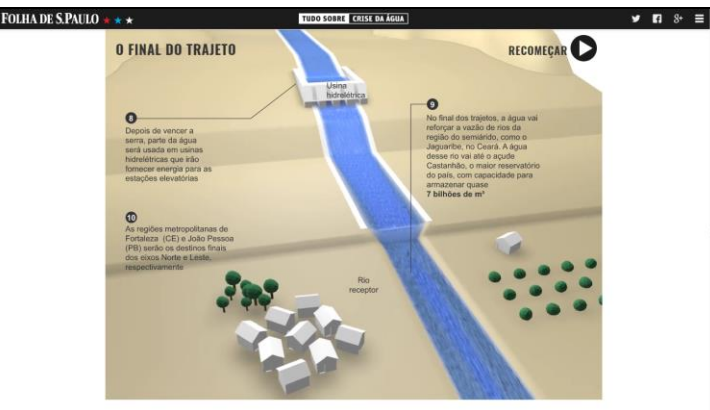 FOLHA DE S.PAULO
TUDO SOBRE CRISE DA ÁGUA
8+
O FINAL DO TRAJETO
RECOMEÇAR
Usina
hidrelétrica
8
Depois de vencer a
serra, parte da água
será usada em usinas
hidrelétricas que irão
fornecer energia para as
estações elevatórias
9
No final dos trajetos, a água vai
reforçar a vazão de rios da
região do semiárido, como o
Jaguaribe, no Ceará. A água
desse rio vai até o açude
Castanhão, o maior reservatório
do país, com capacidade para
armazenar quase
7 bilhões de m³
10
As regiões metropolitanas de
Fortaleza (CE) e João Pessoa
(PB) serão os destinos finais
dos eixos Norte e Leste,
respectivamente
Rio
receptor